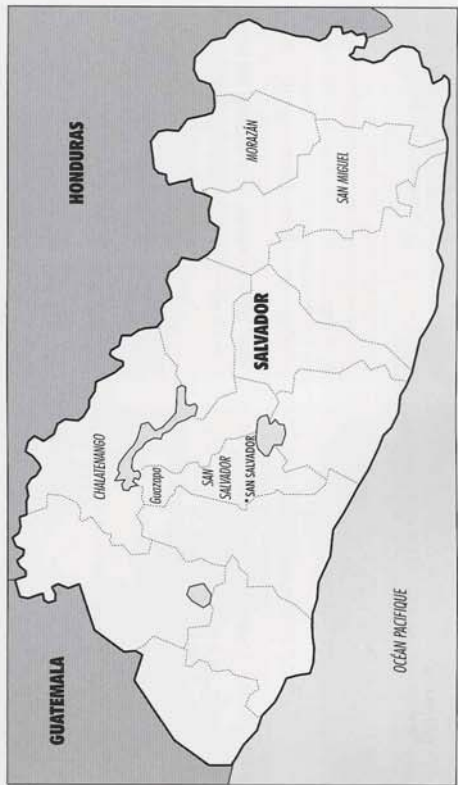 GUATEMALA
HONDURAS
CHALATENANGO
Guazapa
SAN
SALVADOR
SAN SALVADOR
SALVADOR
MORAZÁN
SAN MIGUEL
OCÉAN PACIFIQUE